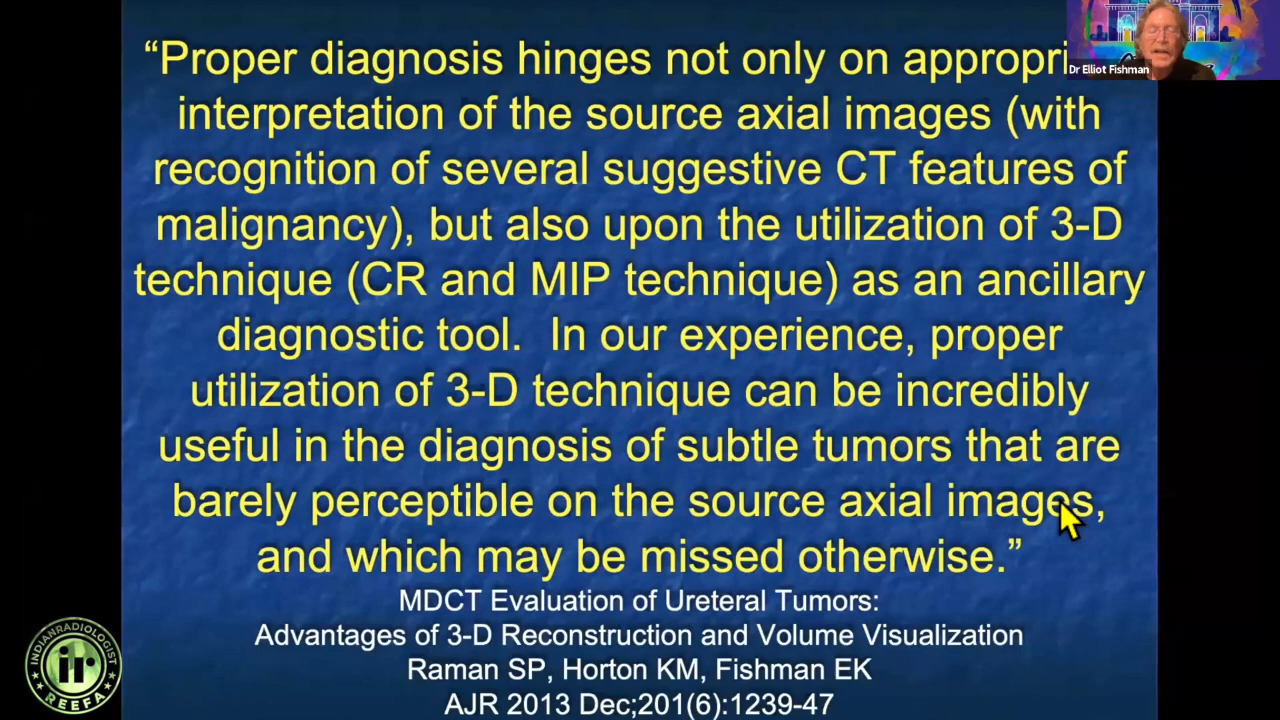 “Proper diagnosis hinges not only on
interpretation of the source axial images (with
recognition of several suggestive CT features of
malignancy), but also upon the utilization of 3-D
technique (CR and MIP technique) as an ancillary
diagnostic tool.  In our experience, proper
utilization of 3-D technique can be incredibly
useful in the diagnosis of subtle tumors that are
barely perceptible on the source axial images,
and which may be missed otherwise.”
MDCT Evaluation of Ureteral Tumors:
Advantages of 3-D Reconstruction and Volume Visualization
Raman SP, Horton KM, Fishman EK
AJR 2013 Dec;201(6):1239-47
Dr Elliot Fishman
INDIANRADIOLOGIST
ir
REEFA